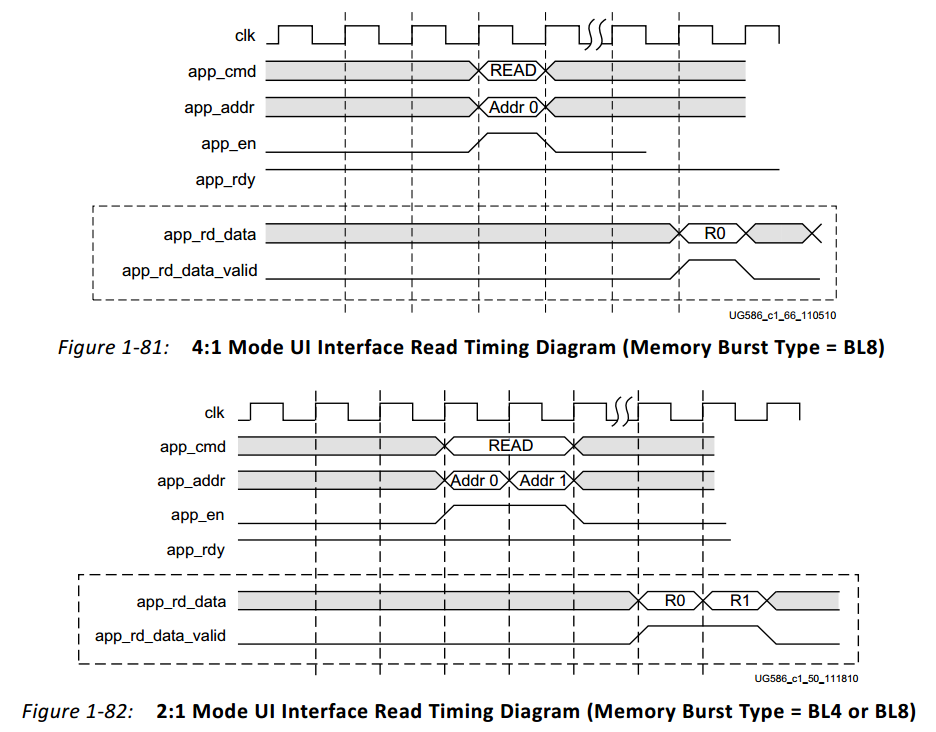 clk
app_cmd READ
app_addr Addr 0
app_en
app_rdy
app_rd_data R0
app_rd_data_valid
UG586_c1_66_110510
Figure 1-81: 4:1 Mode UI Interface Read Timing Diagram (Memory Burst Type = BL8)
clk
app_cmd READ
app_addr Addr 0 Addr 1
app_en
app_rdy
app_rd_data R0 R1
app_rd_data_valid
UG586_c1_50_111810
Figure 1-82: 2:1 Mode UI Interface Read Timing Diagram (Memory Burst Type = BL4 or BL8)